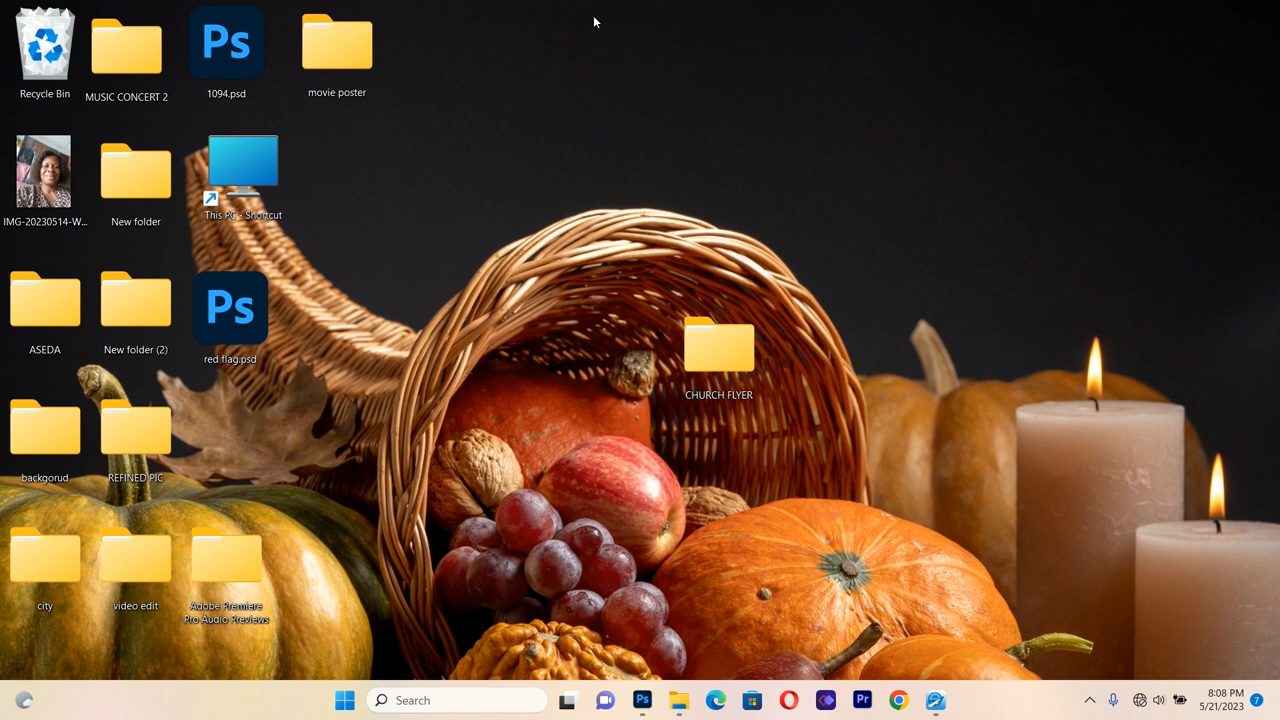 Recycle Bin
MUSIC CONCERT 2
Ps
1094.psd
movie poster
IMG-20230514-W...
New folder
This PC - Shortcut
ASEDA
New folder (2)
Ps
red flag.psd
CHURCH FLYER
backgorud
REFINED PIC
city
video edit
Adobe Premiere
Pro Audio Previews
Search
Ps
Pr
8:08 PM
5/21/2023
7